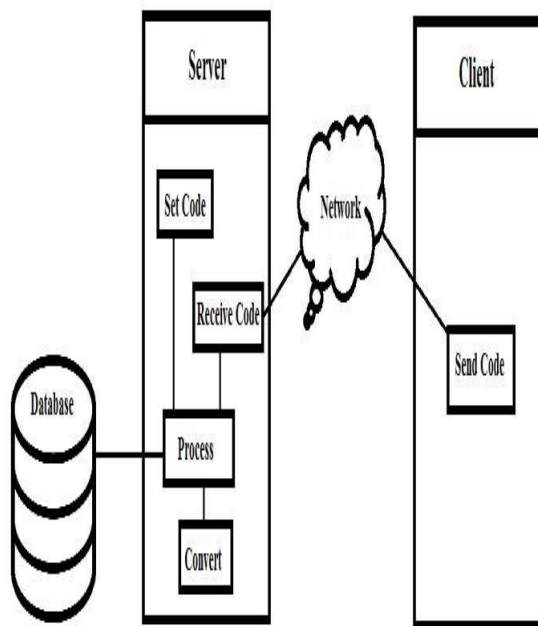 Server
Client
Set Code
Network
Receive Code
Send Code
Database
Process
Convert